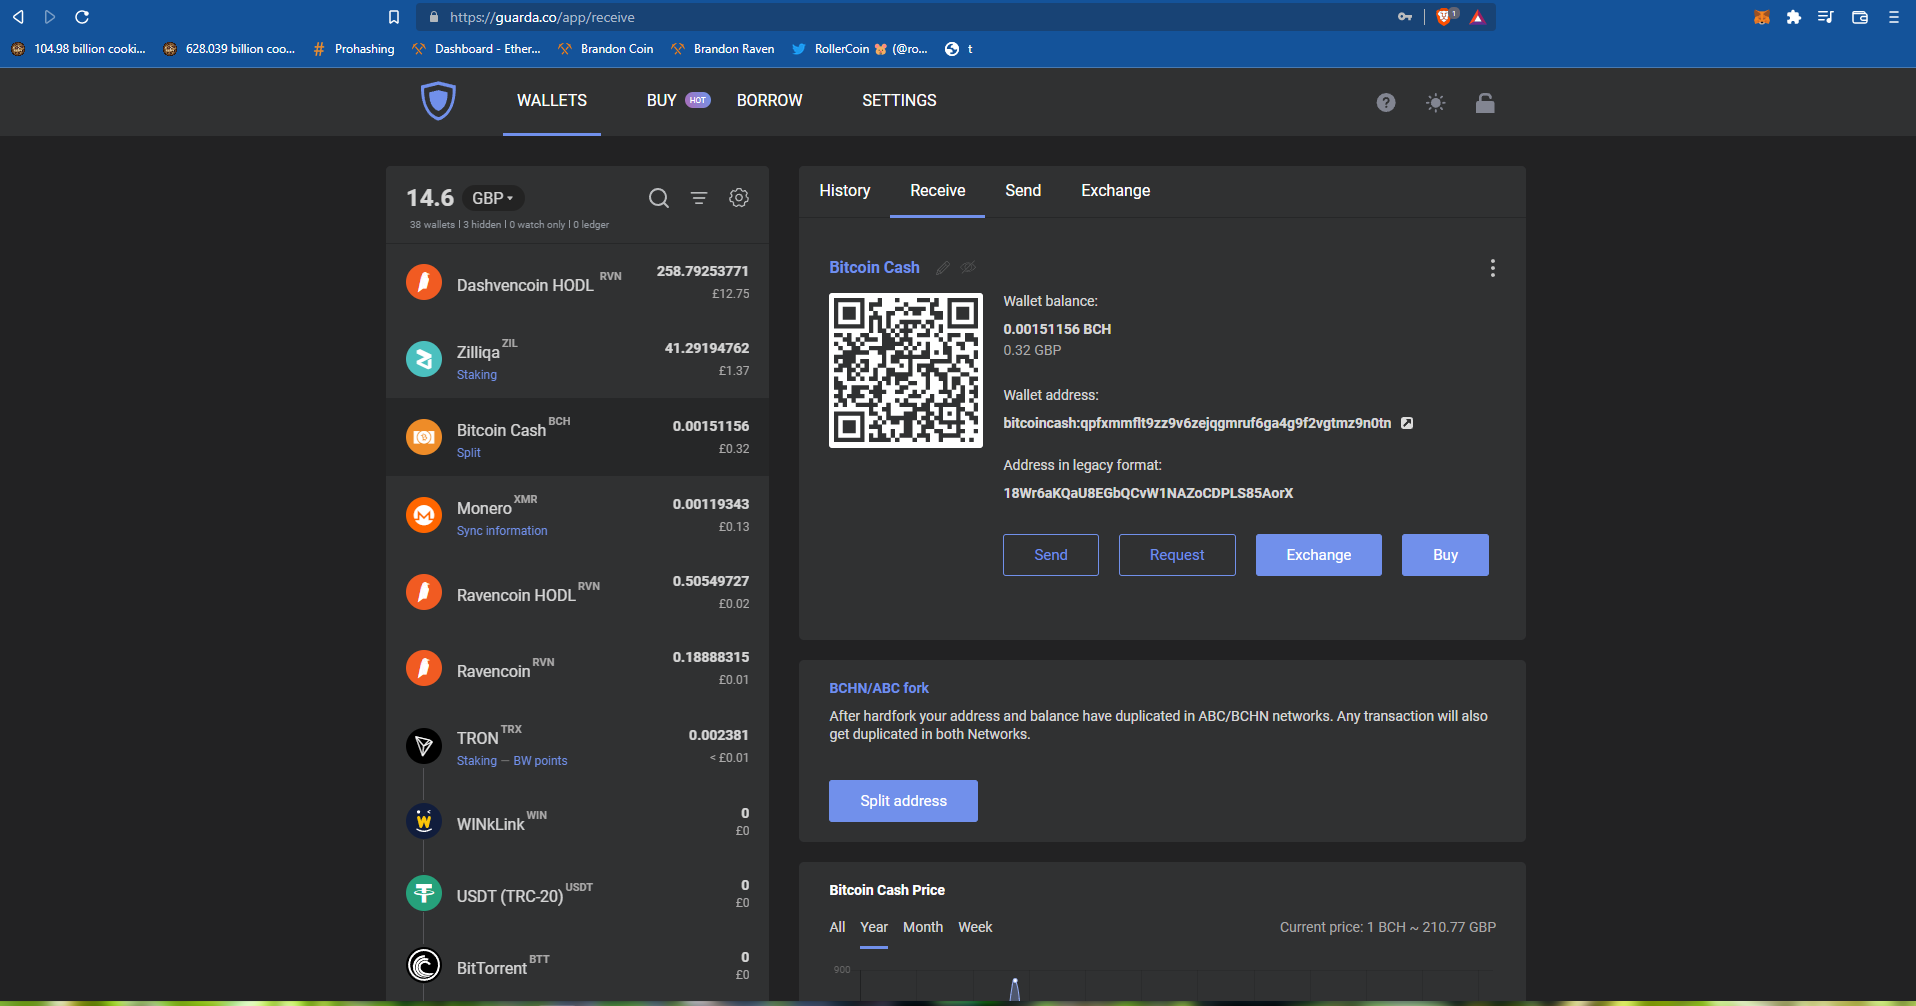 https://guarda.co/app/receive
1
104.98 billion cooki...
628.039 billion coo...
Prohashing
Dashboard - Ether...
Brandon Coin
Brandon Raven
RollerCoin 🐹 (@ro...
t
WALLETS
BUY HOT
BORROW
SETTINGS
?
14.6 GBP
38 wallets | 3 hidden | 0 watch only | 0 ledger
Dashvencoin HODL RVN 258.79253771
£12.75
Zilliqa ZIL 41.29194762
Staking £1.37
Bitcoin Cash BCH 0.00151156
Split £0.32
Monero XMR 0.00119343
Sync information £0.13
Ravencoin HODL RVN 0.50549727
£0.02
Ravencoin RVN 0.18888315
£0.01
TRON TRX 0.002381
Staking — BW points < £0.01
WINkLink WIN 0
£0
USDT (TRC-20) USDT 0
£0
BitTorrent BTT 0
£0
History Receive Send Exchange
Bitcoin Cash
Wallet balance:
0.00151156 BCH
0.32 GBP
Wallet address:
bitcoincash:qpfxmmflt9zz9v6zejqgmruf6ga4g9f2vgtmz9n0tn
Address in legacy format:
18Wr6aKQaU8EGbQCvW1NAZoCDPLS85AorX
Send Request Exchange Buy
BCHN/ABC fork
After hardfork your address and balance have duplicated in ABC/BCHN networks. Any transaction will also
get duplicated in both Networks.
Split address
Bitcoin Cash Price
All Year Month Week Current price: 1 BCH ~ 210.77 GBP
900